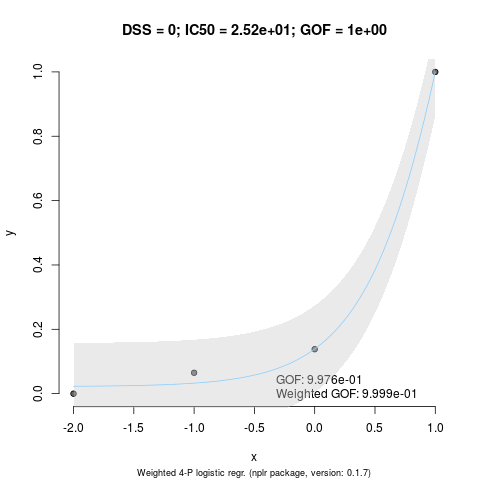 DSS = 0; IC50 = 2.52e+01; GOF = 1e+00
1.0
0.8
0.6
0.4
0.2
0.0
y
GOF: 9.976e-01
Weighted GOF: 9.999e-01
-2.0 -1.5 -1.0 -0.5 0.0 0.5 1.0
x
Weighted 4-P logistic regr. (nplr package, version: 0.1.7)